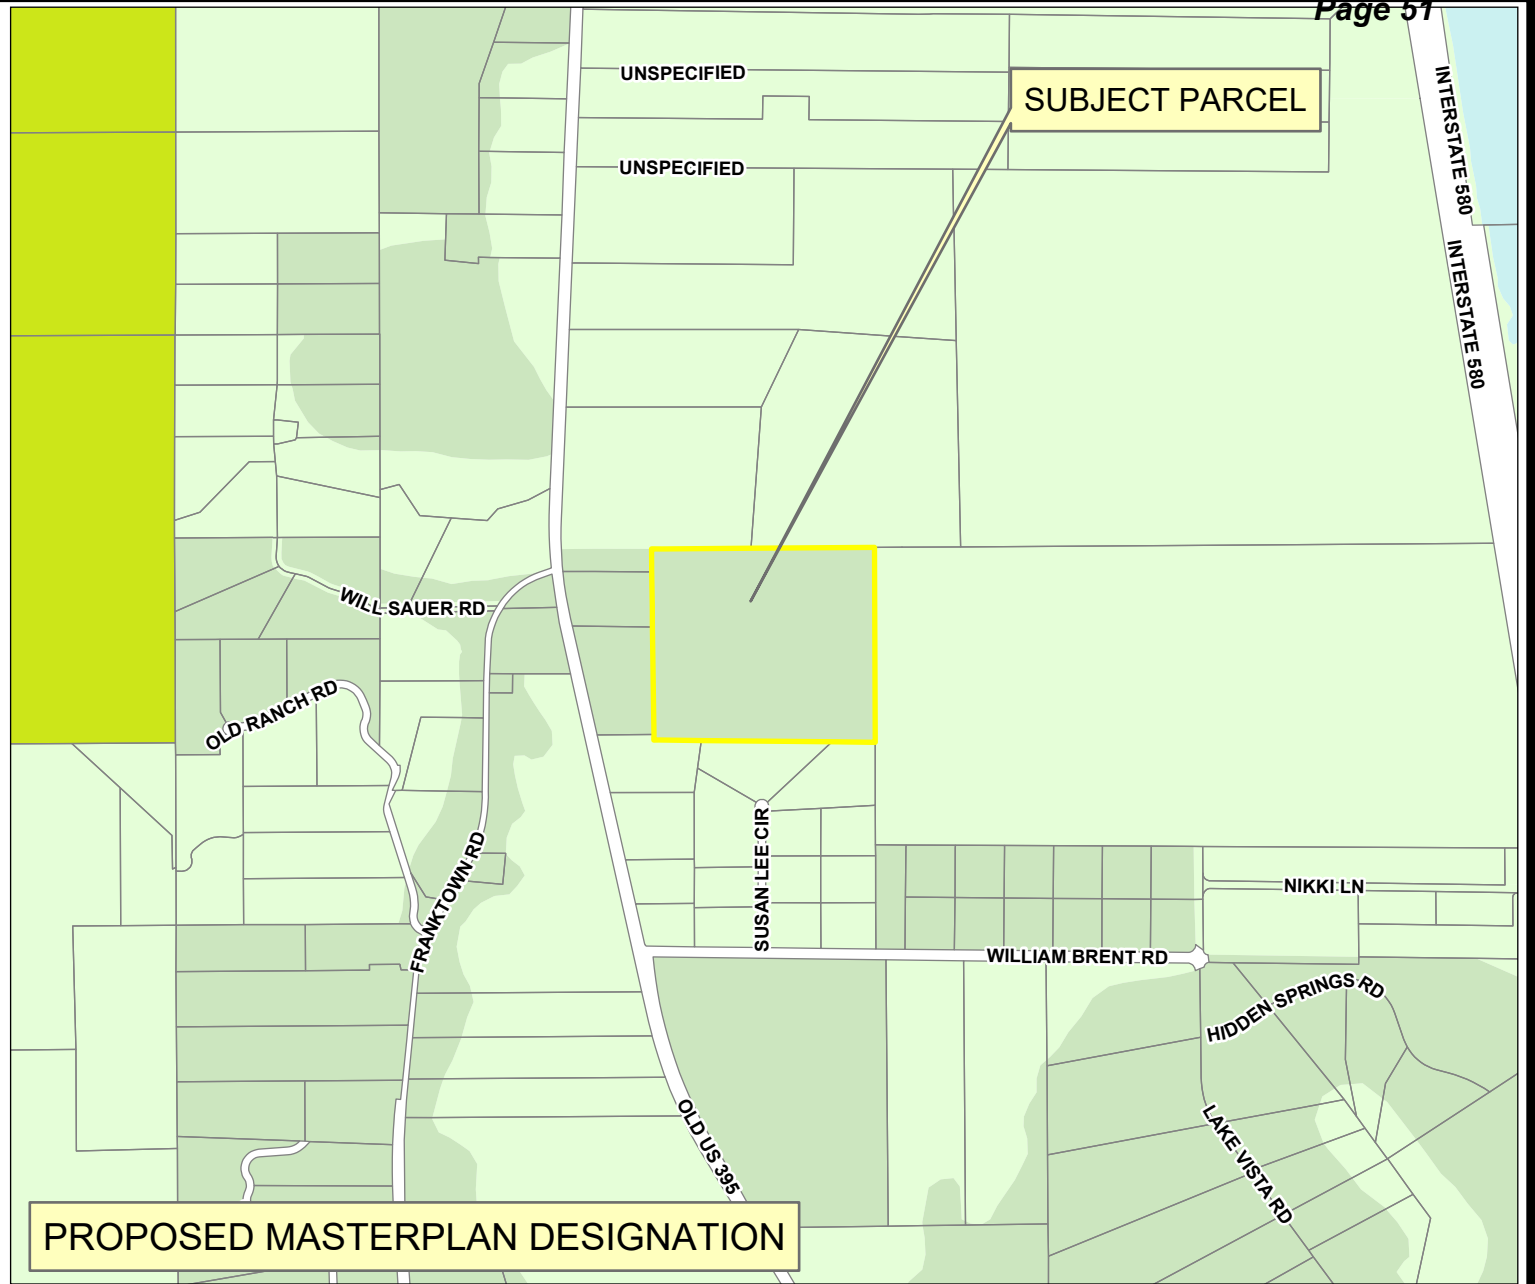 Page 51
UNSPECIFIED
SUBJECT PARCEL
INTERSTATE 580
UNSPECIFIED
INTERSTATE 580
WILL SAUER RD
OLD RANCH RD
SUSAN LEE CIR
FRANKTOWN RD
NIKKI LN
WILLIAM BRENT RD
HIDDEN SPRINGS RD
OLD US 395
LAKE VISTA RD
PROPOSED MASTERPLAN DESIGNATION